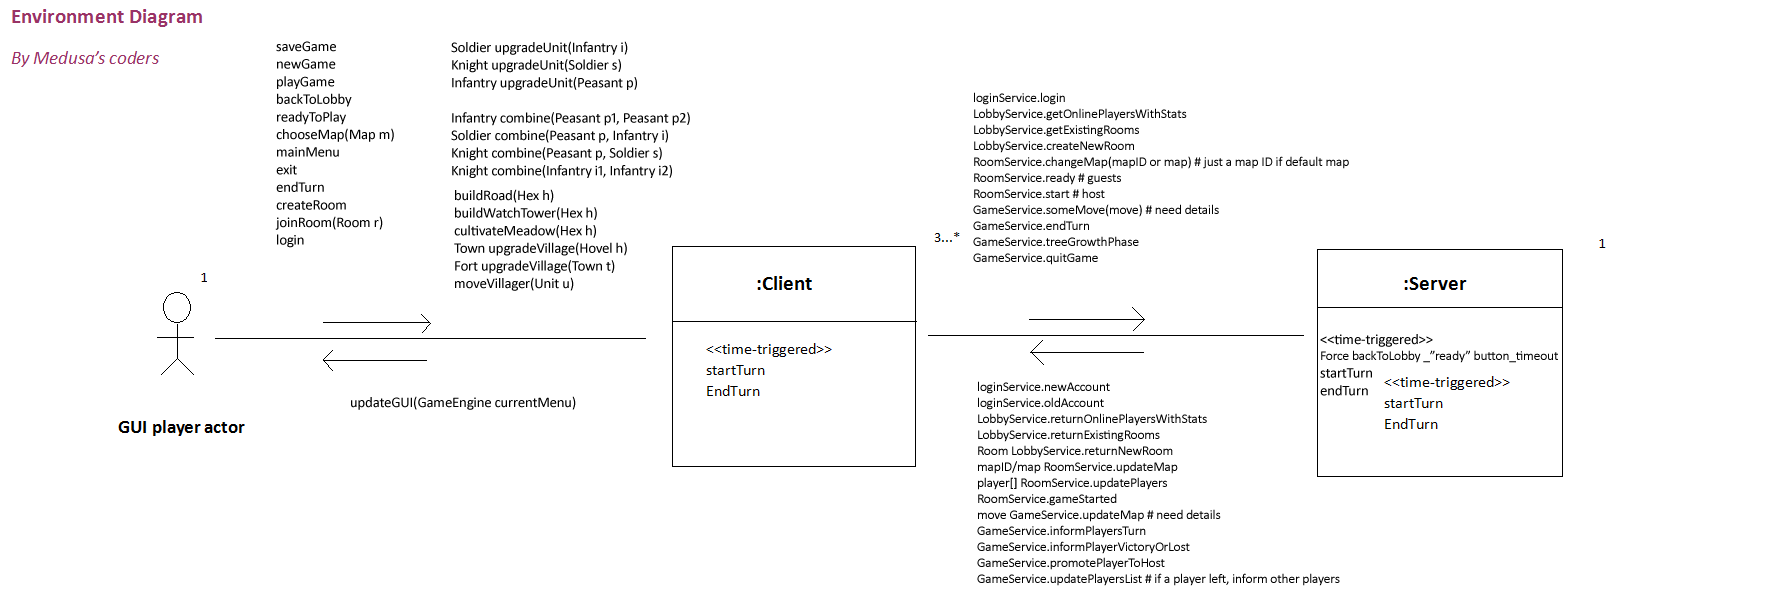 Environment Diagram
By Medusa's coders
saveGame
newGame
playGame
backToLobby
readyToPlay
chooseMap(Map m)
mainMenu
exit
endTurn
createRoom
joinRoom(Room r)
login
Soldier upgradeUnit(Infantry i)
Knight upgradeUnit(Soldier s)
Infantry upgradeUnit(Peasant p)
Infantry combine(Peasant p1, Peasant p2)
Soldier combine(Peasant p, Infantry i)
Knight combine(Peasant p, Soldier s)
Knight combine(Infantry i1, Infantry i2)
buildRoad(Hex h)
buildWatchTower(Hex h)
cultivateMeadow(Hex h)
Town upgradeVillage(Hovel h)
Fort upgradeVillage(Town t)
moveVillager(Unit u)
1
GUI player actor
updateGUI(GameEngine currentMenu)
:Client
<<time-triggered>>
startTurn
EndTurn
3...*
loginService.login
LobbyService.getOnlinePlayersWithStats
LobbyService.getExistingRooms
LobbyService.createNewRoom
RoomService.changeMap(mapID or map) # just a map ID if default map
RoomService.ready # guests
RoomService.start # host
GameService.someMove(move) # need details
GameService.endTurn
GameService.treeGrowthPhase
GameService.quitGame
loginService.newAccount
loginService.oldAccount
LobbyService.returnOnlinePlayersWithStats
LobbyService.returnExistingRooms
Room LobbyService.returnNewRoom
mapID/map RoomService.updateMap
player[] RoomService.updatePlayers
RoomService.gameStarted
move GameService.updateMap # need details
GameService.informPlayersTurn
GameService.informPlayerVictoryOrLost
GameService.promotePlayerToHost
GameService.updatePlayersList # if a player left, inform other players
1
:Server
<<time-triggered>>
Force backToLobby _"ready" button_timeout
startTurn
endTurn
<<time-triggered>>
startTurn
EndTurn